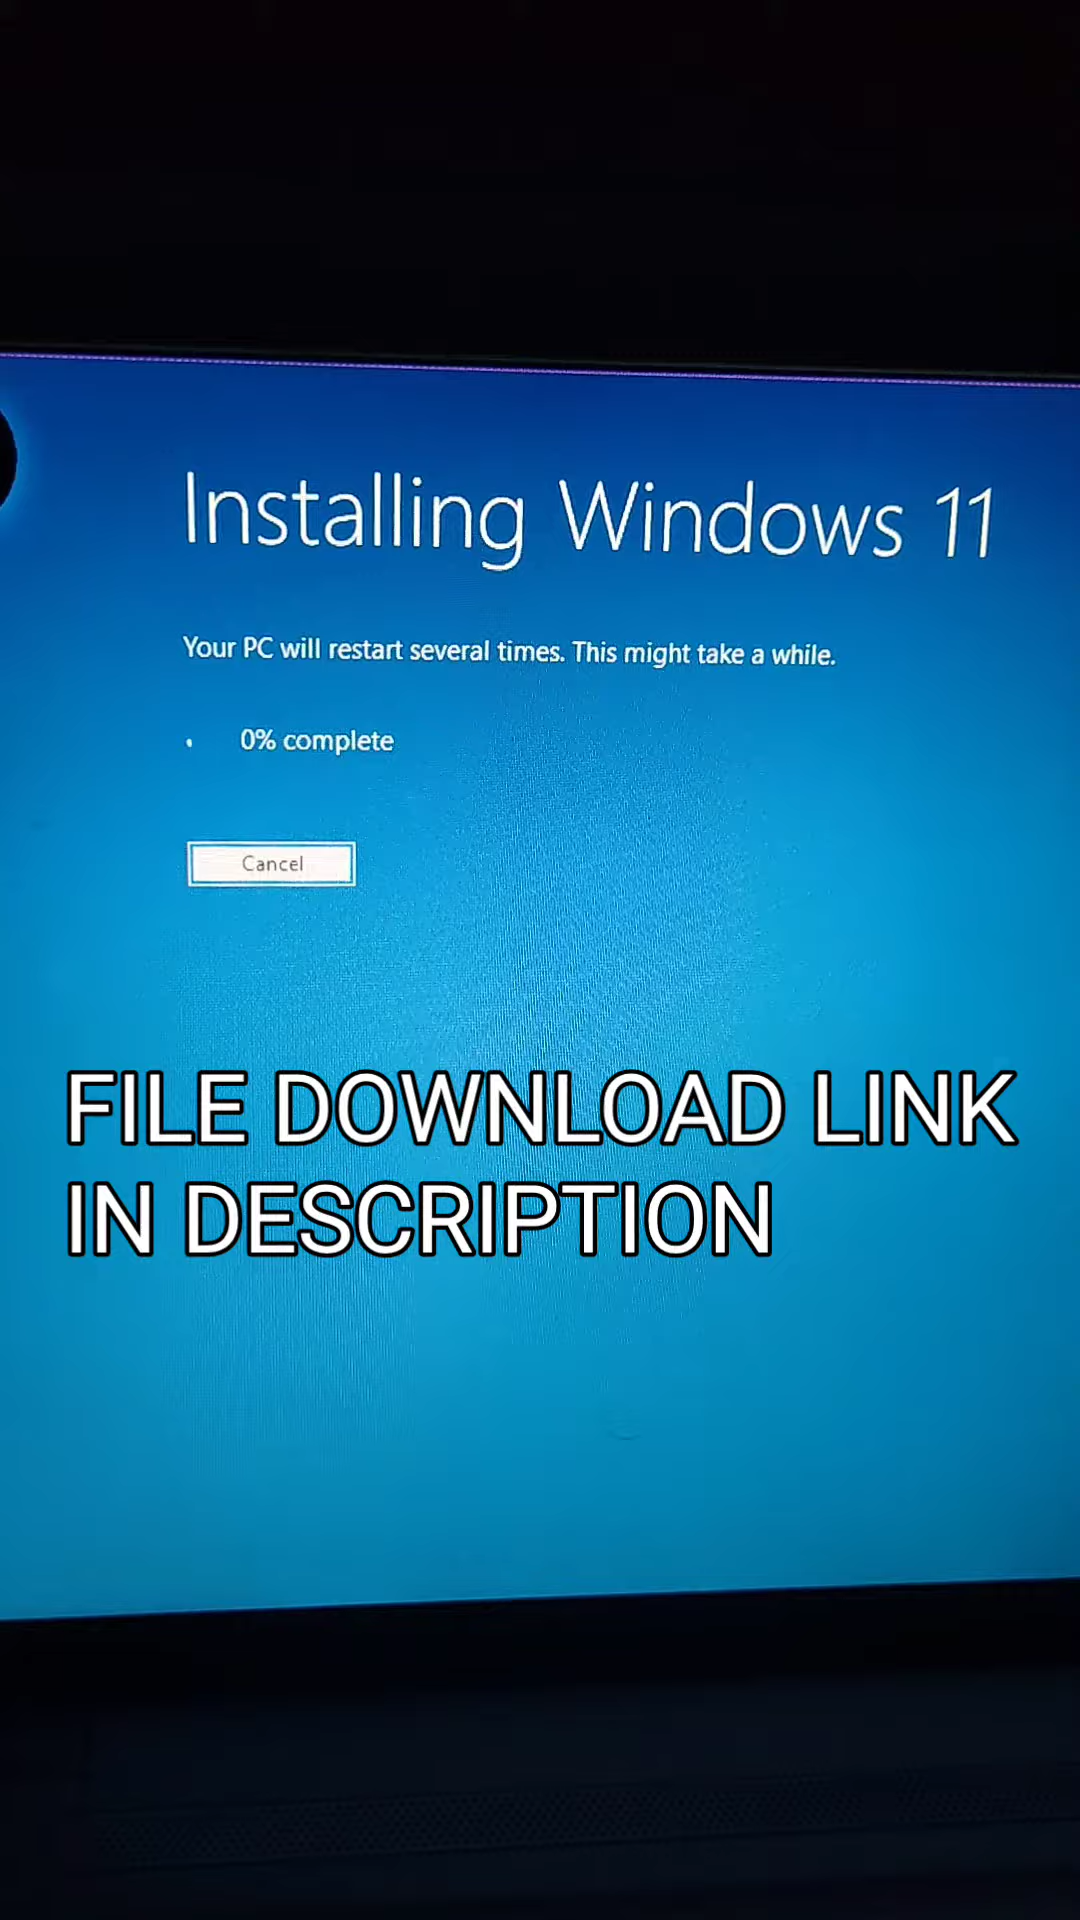 Installing Windows 11
Your PC will restart several times. This might take a while.
0% complete
Cancel
FILE DOWNLOAD LINK
IN DESCRIPTION